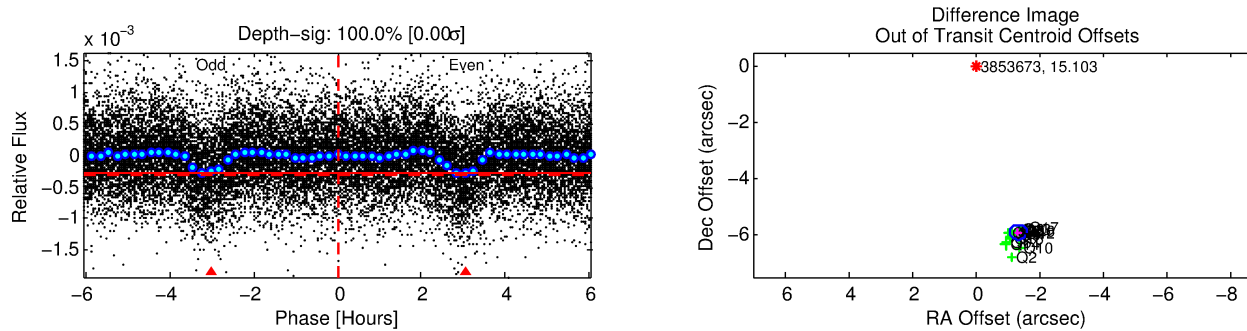 Depth-sig: 100.0% [0.00σ]
x 10⁻³
1.5
1
0.5
0
−0.5
−1
−1.5
Relative Flux
Odd
Even
−6
−4
−2
0
2
4
6
Phase [Hours]
Difference Image
Out of Transit Centroid Offsets
0
−2
−4
−6
Dec Offset (arcsec)
3853673, 15.103
Q10
Q2
6
4
2
0
−2
−4
−6
−8
RA Offset (arcsec)